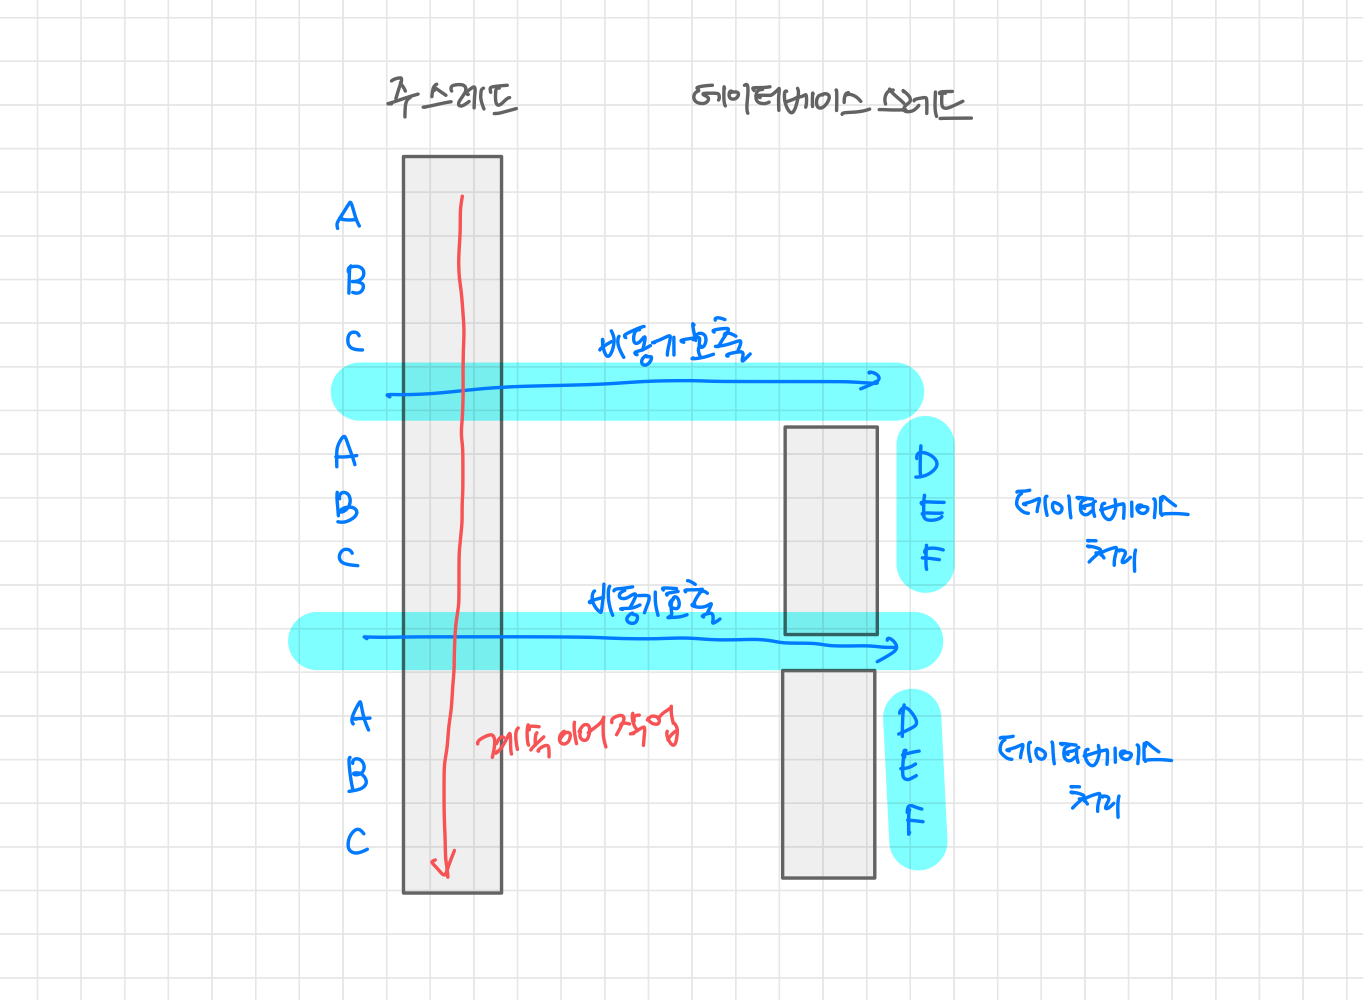 주 스레드
데이터베이스 스레드
A
B
C
비동기 호출
A
B
C
D
E
F
데이터베이스
처리
비동기 호출
A
B
C
계속 이어 작업
D
E
F
데이터베이스
처리